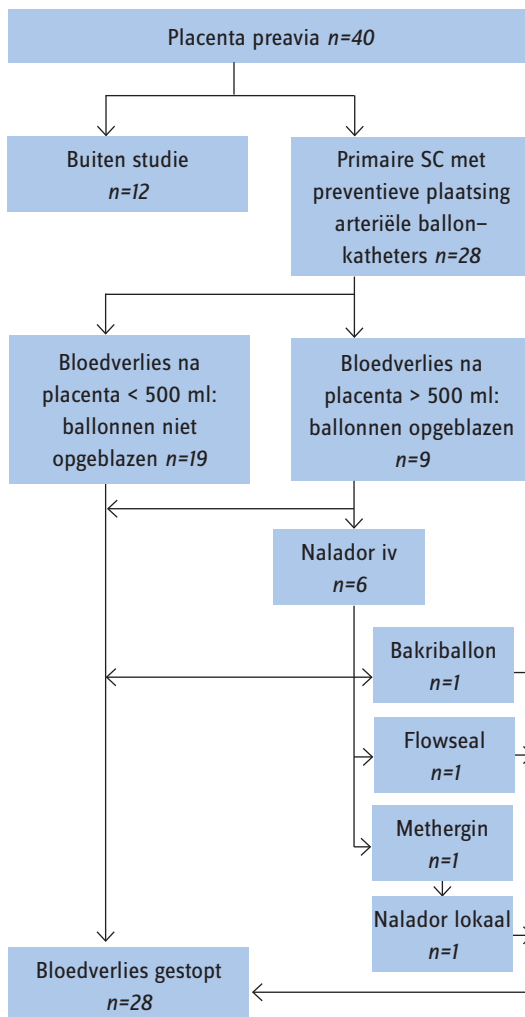 Placenta preavia n=40
Buiten studie
n=12
Primaire SC met
preventieve plaatsing
arteriële ballon–
katheters n=28
Bloedverlies na
placenta < 500 ml:
ballonnen niet
opgeblazen n=19
Bloedverlies na
placenta > 500 ml:
ballonnen opgeblazen
n=9
Nalador iv
n=6
Bakriballon
n=1
Flowseal
n=1
Methergin
n=1
Nalador lokaal
n=1
Bloedverlies gestopt
n=28